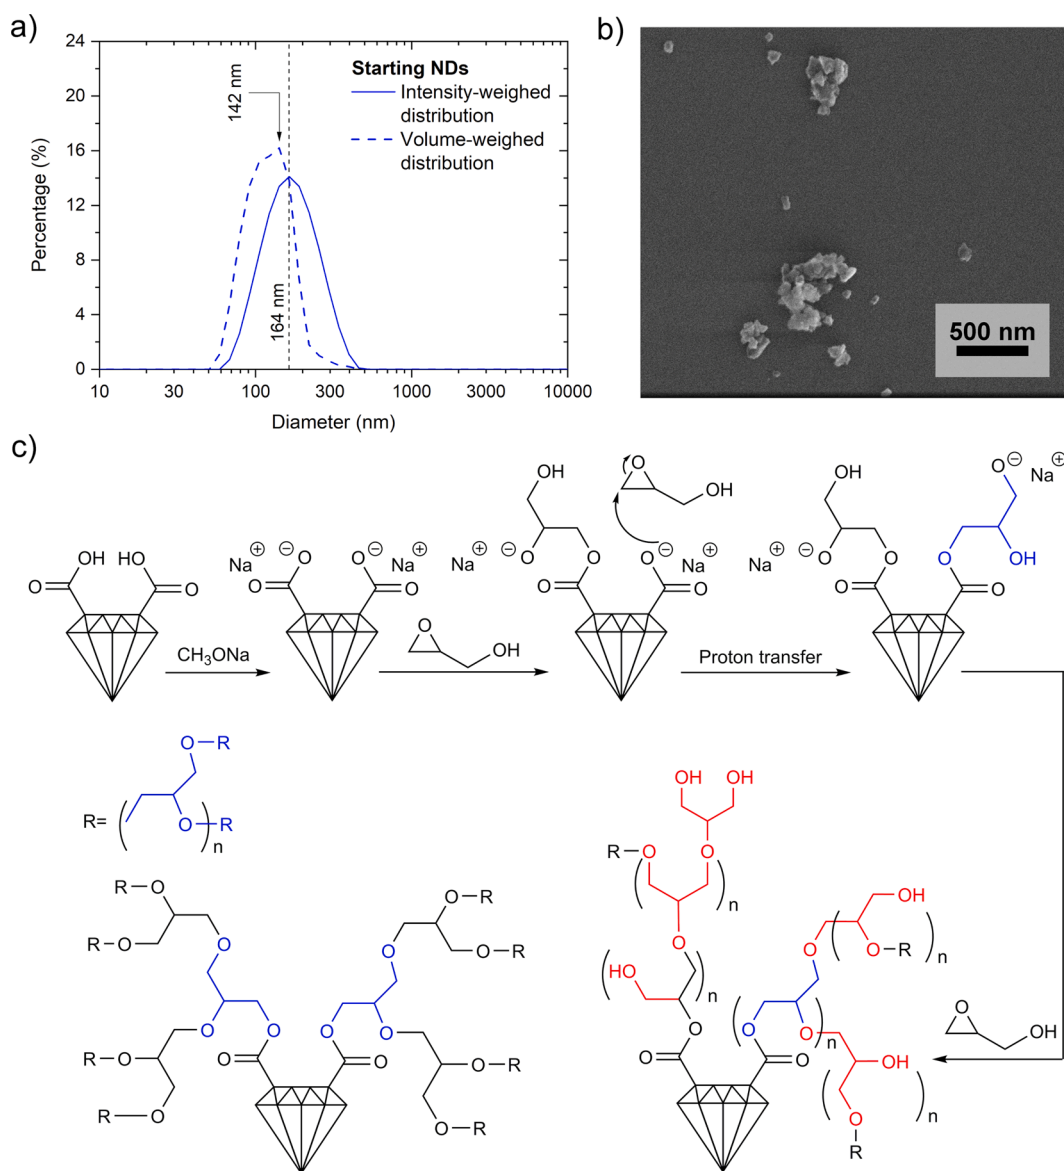 a)
24
20
16
12
8
4
0
Percentage (%)
142 nm
164 nm
Starting NDs
Intensity-weighed
distribution
Volume-weighed
distribution
10 30 100 300 1000 3000 10000
Diameter (nm)
b)
500 nm
c)
OH O OH OH O⊖ Na⊕
OH HO Na⊕ ⊖O O⊖ Na⊕ Na⊕ ⊖O O O⊖ Na⊕ Na⊕ ⊖O O O OH
O O O O O O O O
O OH
CH₃ONa Proton transfer
O—R
R= ( O—R )n
OH OH
R O O
( )n
R—O O—R
R—O O—R
O O
HO O
( )n
OH
O ( O—R )n
O O
R—O O—R
O O
O O
O O
( O )n
O OH
OH
R—O O—R
( O )n
R